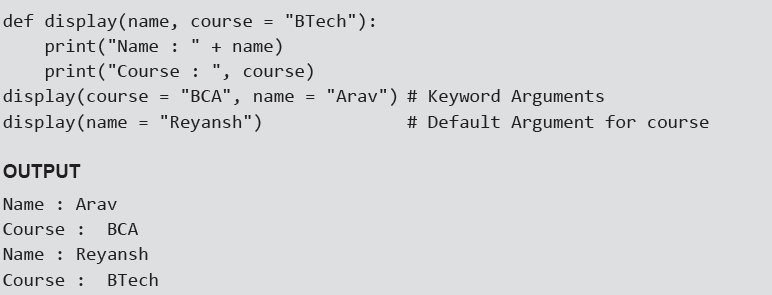 def display(name, course = "BTech"):
    print("Name : " + name)
    print("Course : ", course)
display(course = "BCA", name = "Arav") # Keyword Arguments
display(name = "Reyansh")              # Default Argument for course
OUTPUT
Name : Arav
Course :  BCA
Name : Reyansh
Course :  BTech